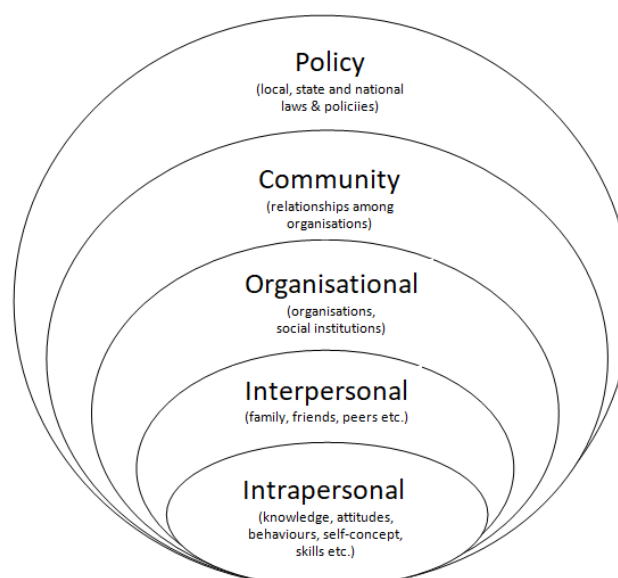 Policy
(local, state and national
laws & policiies)
Community
(relationships among
organisations)
Organisational
(organisations,
social institutions)
Interpersonal
(family, friends, peers etc.)
Intrapersonal
(knowledge, attitudes,
behaviours, self-concept,
skills etc.)